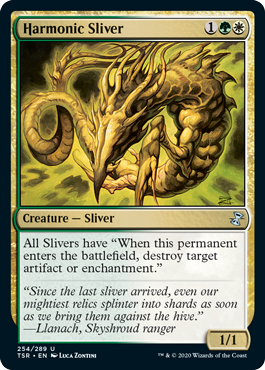 Harmonic Sliver 1
Creature — Sliver
All Slivers have “When this permanent
enters the battlefield, destroy target
artifact or enchantment.”
“Since the last sliver arrived, even our
mightiest relics splinter into shards as soon
as we bring them against the hive.”
—Llanach, Skyshroud ranger
1/1
254/289 U
TSR • EN Luca Zontini
™ & © 2020 Wizards of the Coast